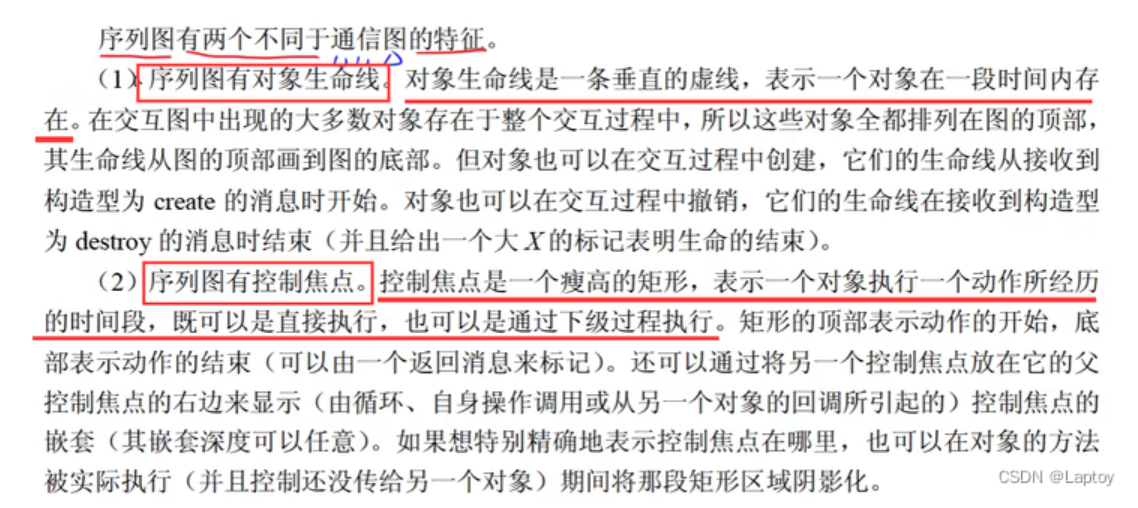 序列图有两个不同于通信图的特征。
（1）序列图有对象生命线。对象生命线是一条垂直的虚线，表示一个对象在一段时间内存
在。在交互图中出现的大多数对象存在于整个交互过程中，所以这些对象全都排列在图的顶部，
其生命线从图的顶部画到图的底部。但对象也可以在交互过程中创建，它们的生命线从接收到
构造型为 create 的消息时开始。对象也可以在交互过程中撤销，它们的生命线在接收到构造型
为 destroy 的消息时结束（并且给出一个大 X 的标记表明生命的结束）。
（2）序列图有控制焦点。控制焦点是一个瘦高的矩形，表示一个对象执行一个动作所经历
的时间段，既可以是直接执行，也可以是通过下级过程执行。矩形的顶部表示动作的开始，底
部表示动作的结束（可以由一个返回消息来标记）。还可以通过将另一个控制焦点放在它的父
控制焦点的右边来显示（由循环、自身操作调用或从另一个对象的回调所引起的）控制焦点的
嵌套（其嵌套深度可以任意）。如果想特别精确地表示控制焦点在哪里，也可以在对象的方法
被实际执行（并且控制还没传给另一个对象）期间将那段矩形区域阴影化。
CSDN @Laptoy